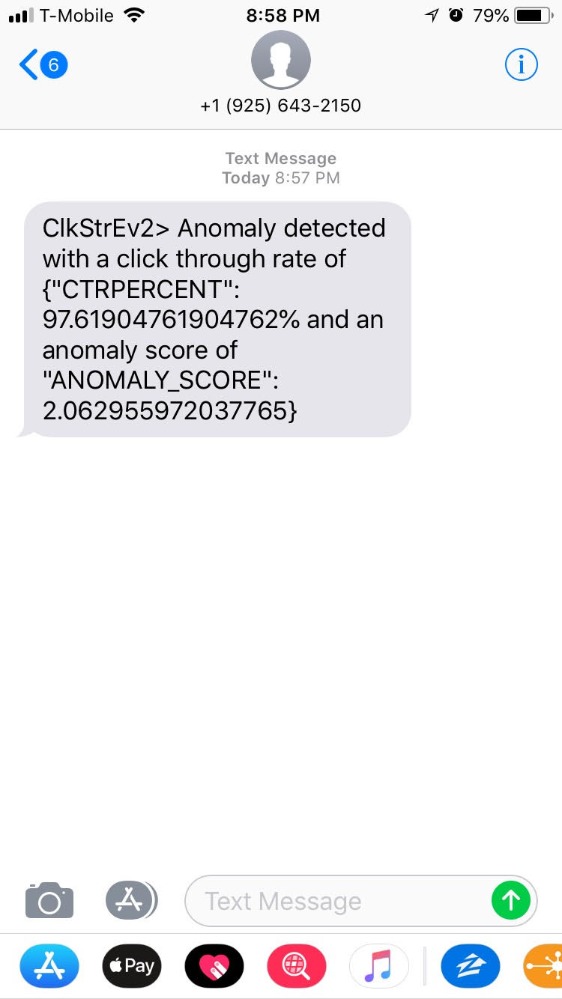 T-Mobile 8:58 PM 79%
6
+1 (925) 643-2150
Text Message
Today 8:57 PM
ClkStrEv2> Anomaly detected
with a click through rate of
{"CTRPERCENT":
97.61904761904762% and an
anomaly score of
"ANOMALY_SCORE":
2.062955972037765}
Text Message
Pay